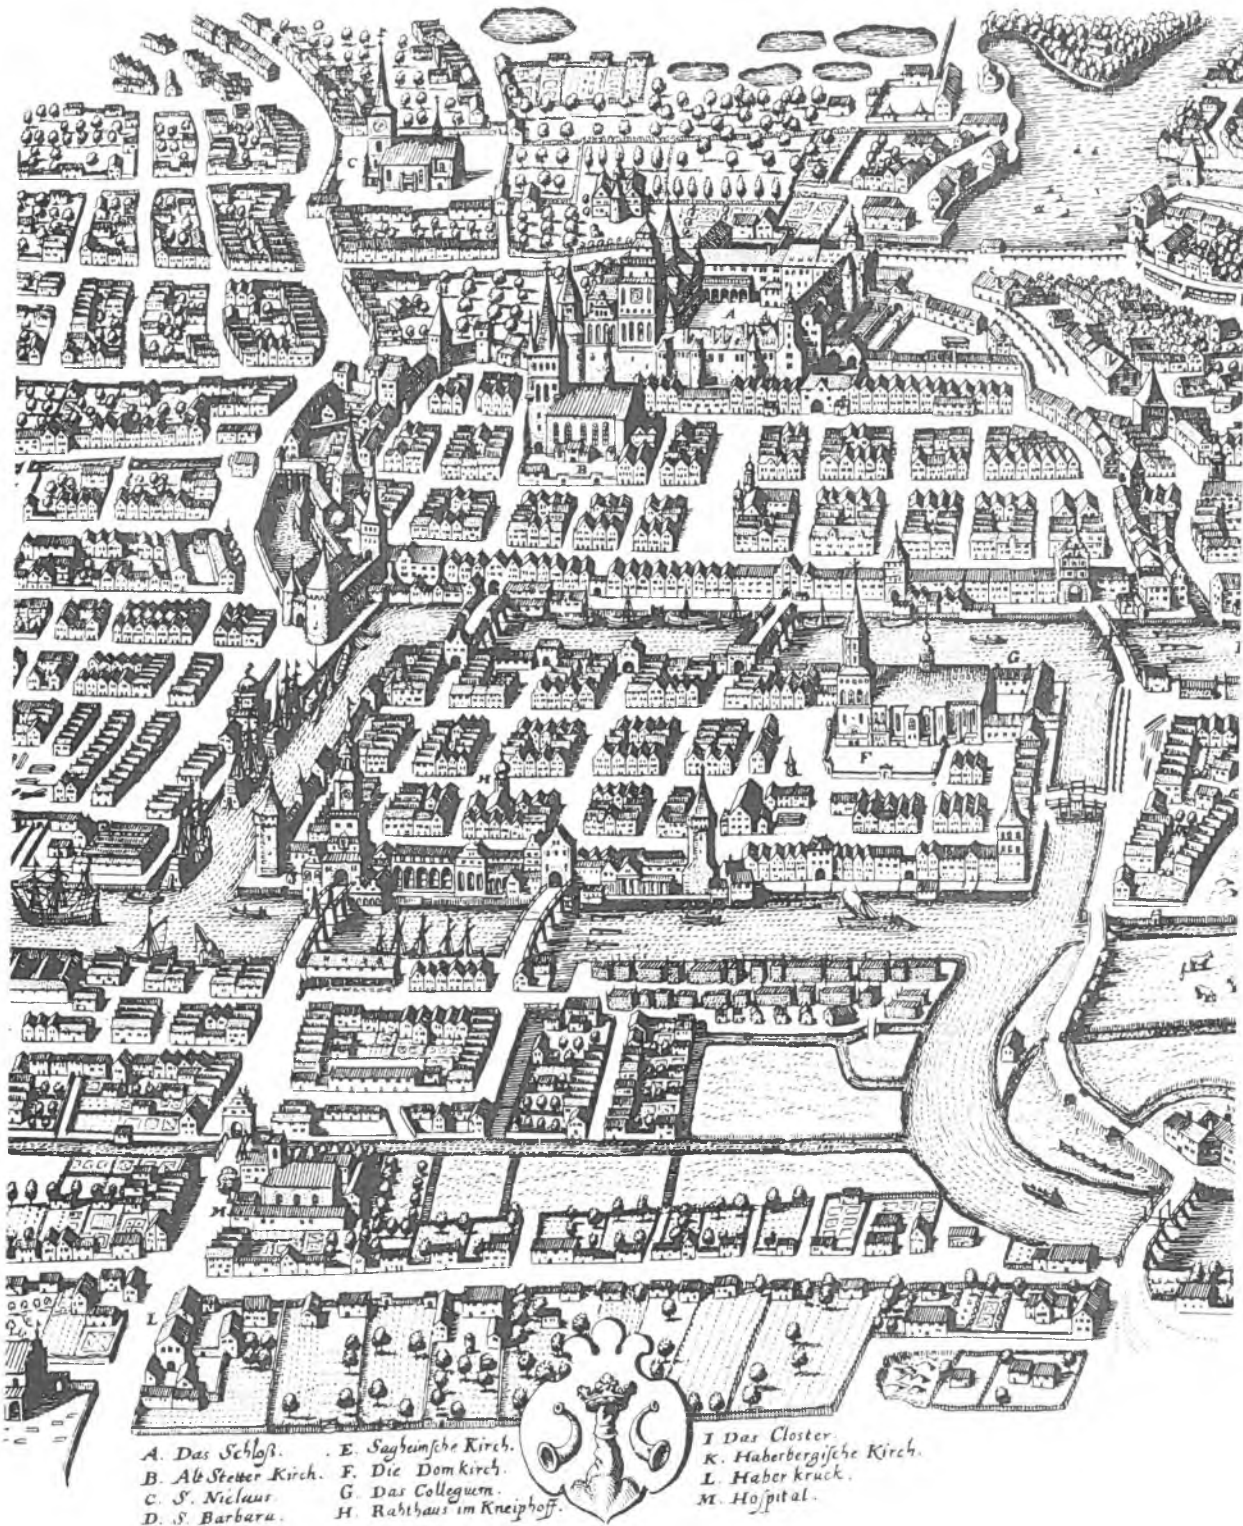 C
A
B
G
F
H
M
L
A. Das Schloß.
B. Alt Stetter Kirch.
C. S. Niclaus.
D. S. Barbara.
E. Sagheimsche Kirch.
F. Die Domkirch.
G. Das Collegium.
H. Rahthaus im Kneiphoff.
I Das Closter.
K. Haberbergische Kirch.
L. Haber kruck.
M. Hospital.